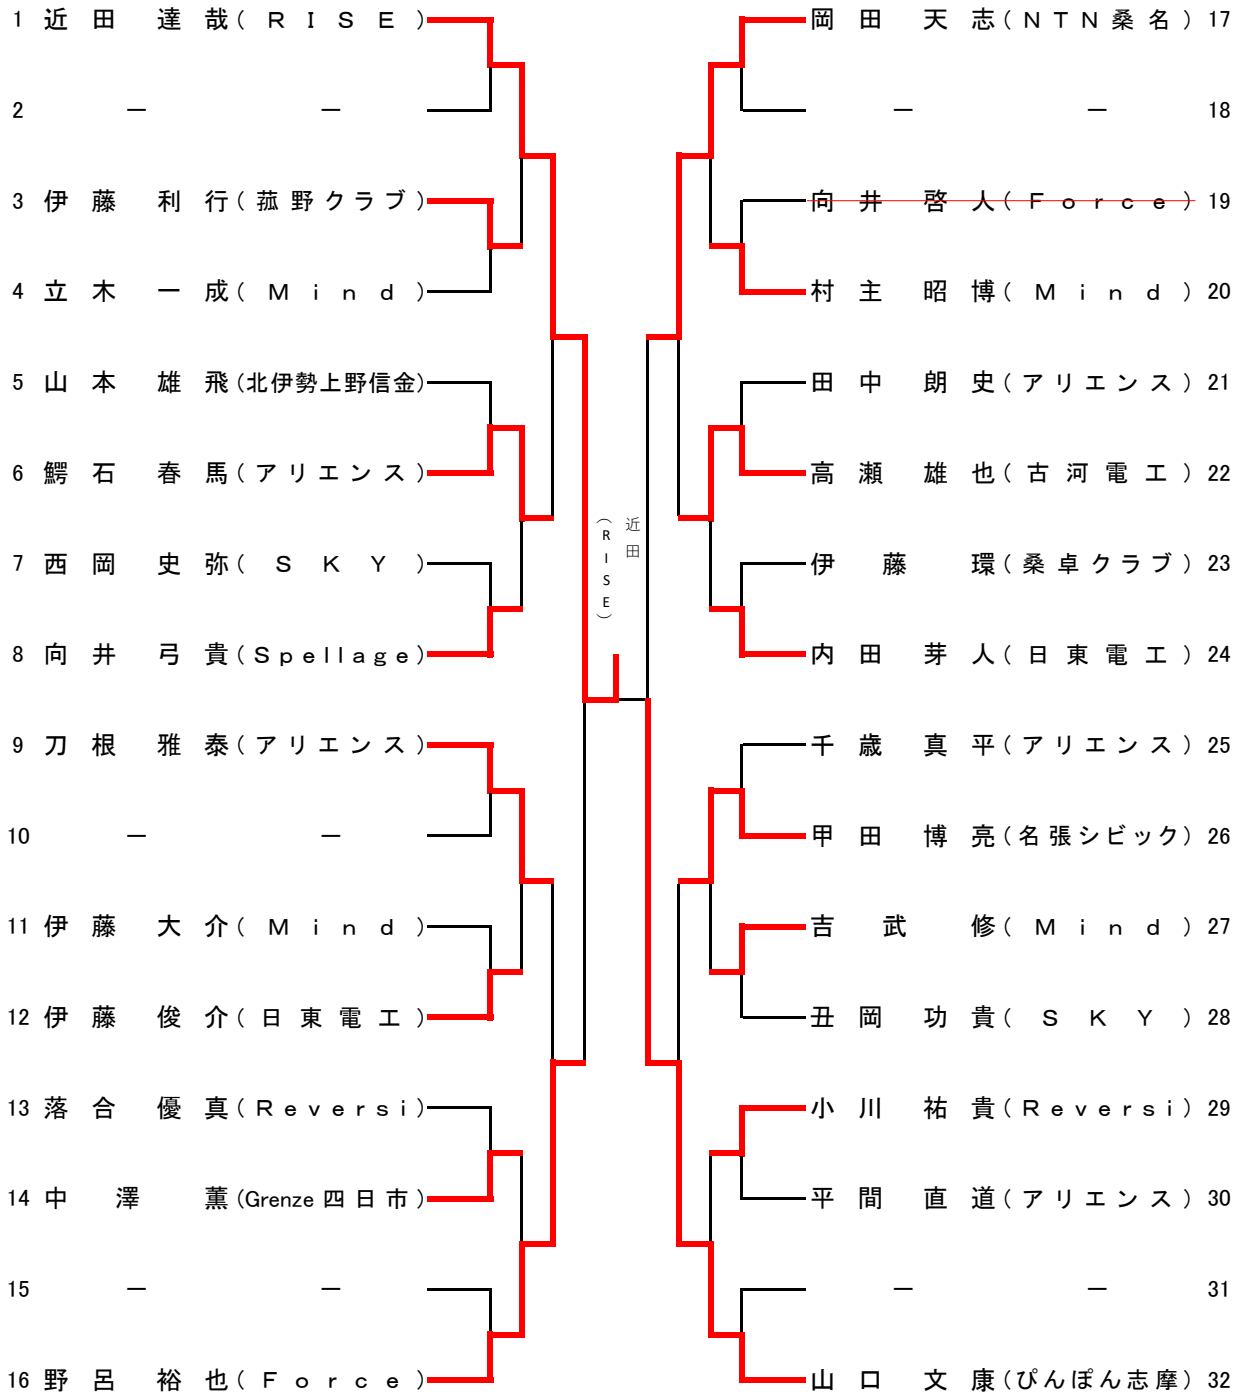 1 近田 達哉(RISE)
2 － －
3 伊藤 利行(菰野クラブ)
4 立木 一成(Mind)
5 山本 雄飛(北伊勢上野信金)
6 鰐石 春馬(アリエンス)
7 西岡 史弥(SKY)
8 向井 弓貴(Spellage)
9 刀根 雅泰(アリエンス)
10 － －
11 伊藤 大介(Mind)
12 伊藤 俊介(日東電工)
13 落合 優真(Reversi)
14 中澤 薫(Grenze四日市)
15 － －
16 野呂 裕也(Force)
近田
(RISE)
岡田 天志(NTN桑名) 17
－ － 18
向井 啓人(Force) 19
村主 昭博(Mind) 20
田中 朗史(アリエンス) 21
高瀬 雄也(古河電工) 22
伊藤 環(桑卓クラブ) 23
内田 芽人(日東電工) 24
千歳 真平(アリエンス) 25
甲田 博亮(名張シビック) 26
吉武 修(Mind) 27
丑岡 功貴(SKY) 28
小川 祐貴(Reversi) 29
平間 直道(アリエンス) 30
－ － 31
山口 文康(ぴんぽん志摩) 32